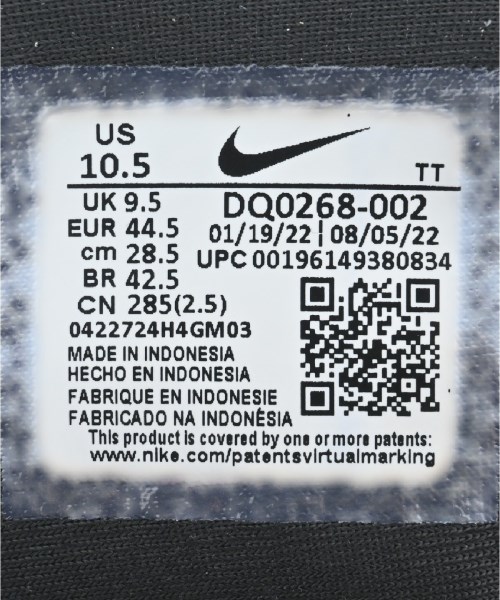 US
10.5
TT
UK 9.5
EUR 44.5
cm 28.5
BR 42.5
CN 285(2.5)
0422724H4GM03
DQ0268-002
01/19/22 | 08/05/22
UPC 00196149380834
MADE IN INDONESIA
HECHO EN INDONESIA
FABRIQUE EN INDONESIE
FABRICADO NA INDONÉSIA
This product is covered by one or more patents:
www.nike.com/patentsvirtualmarking